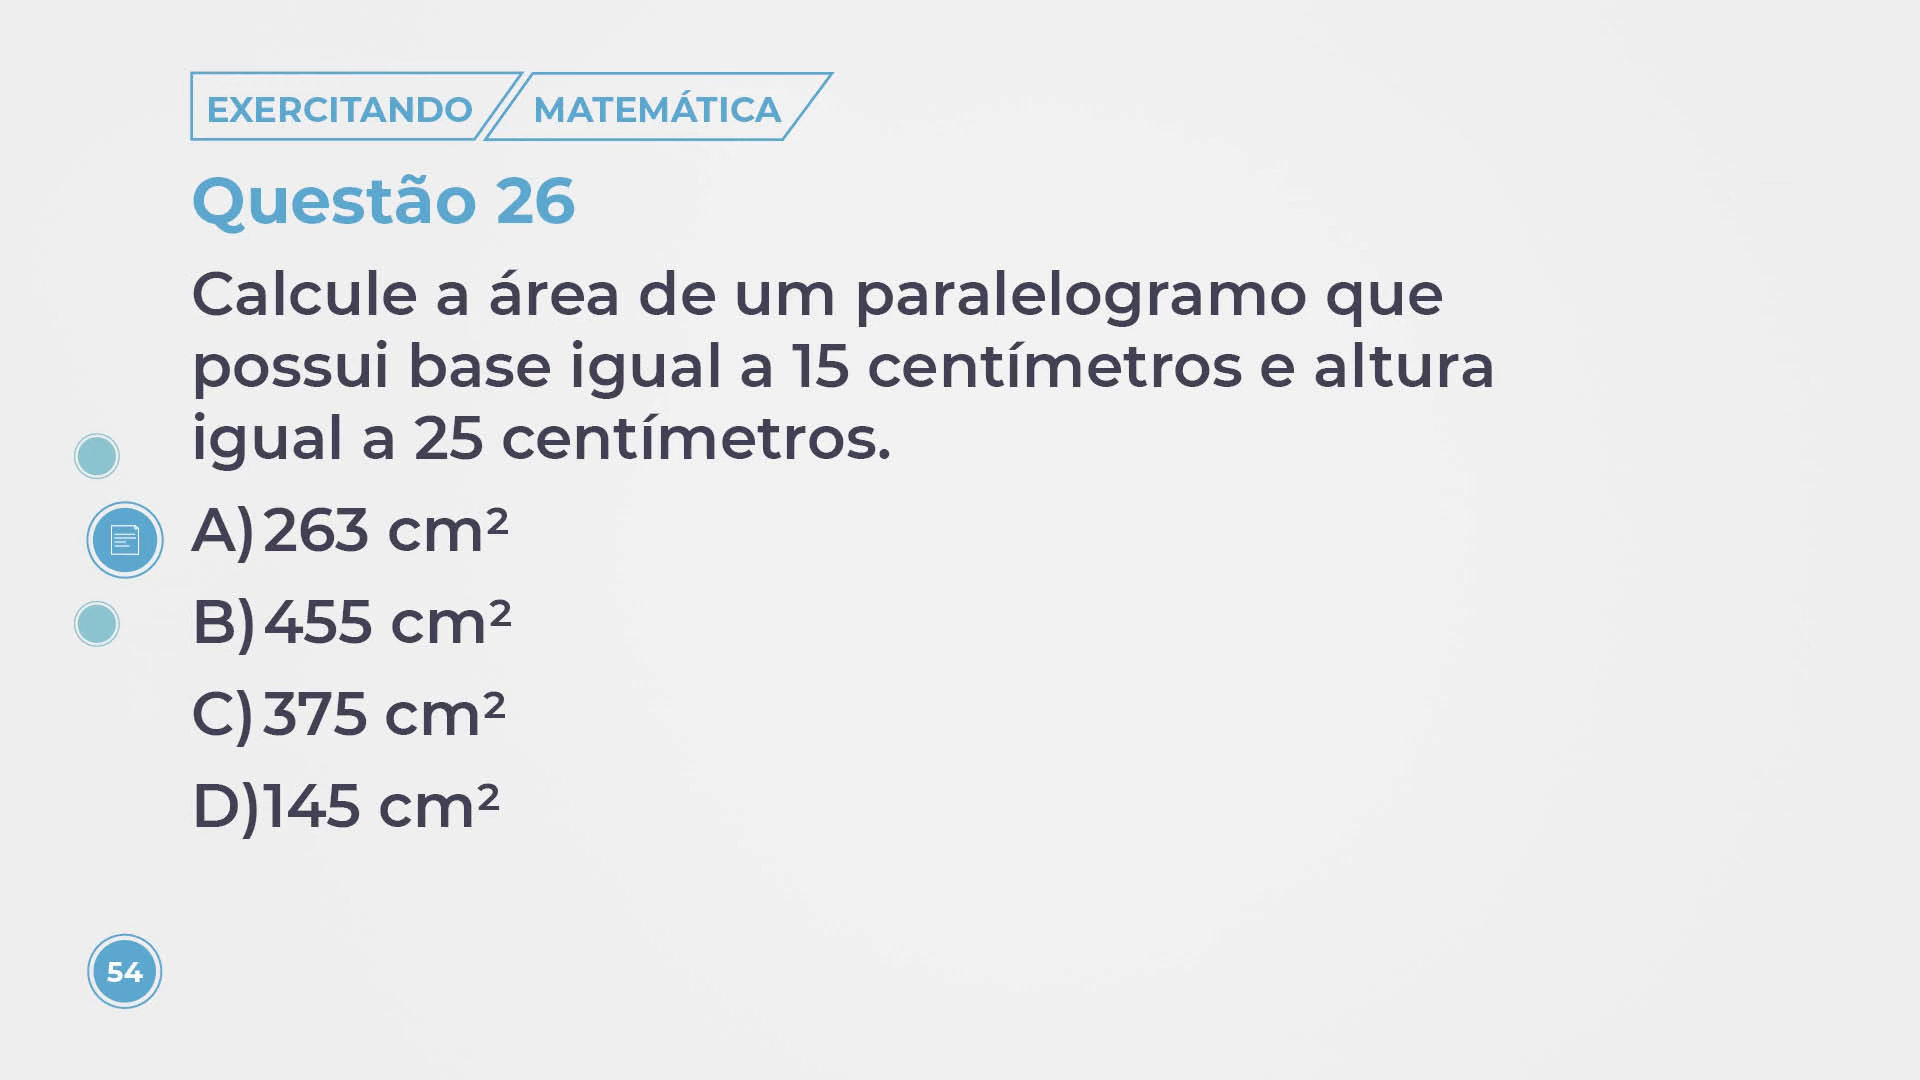 EXERCITANDO MATEMÁTICA
Questão 26
Calcule a área de um paralelogramo que
possui base igual a 15 centímetros e altura
igual a 25 centímetros.
A) 263 cm²
B) 455 cm²
C) 375 cm²
D) 145 cm²
54